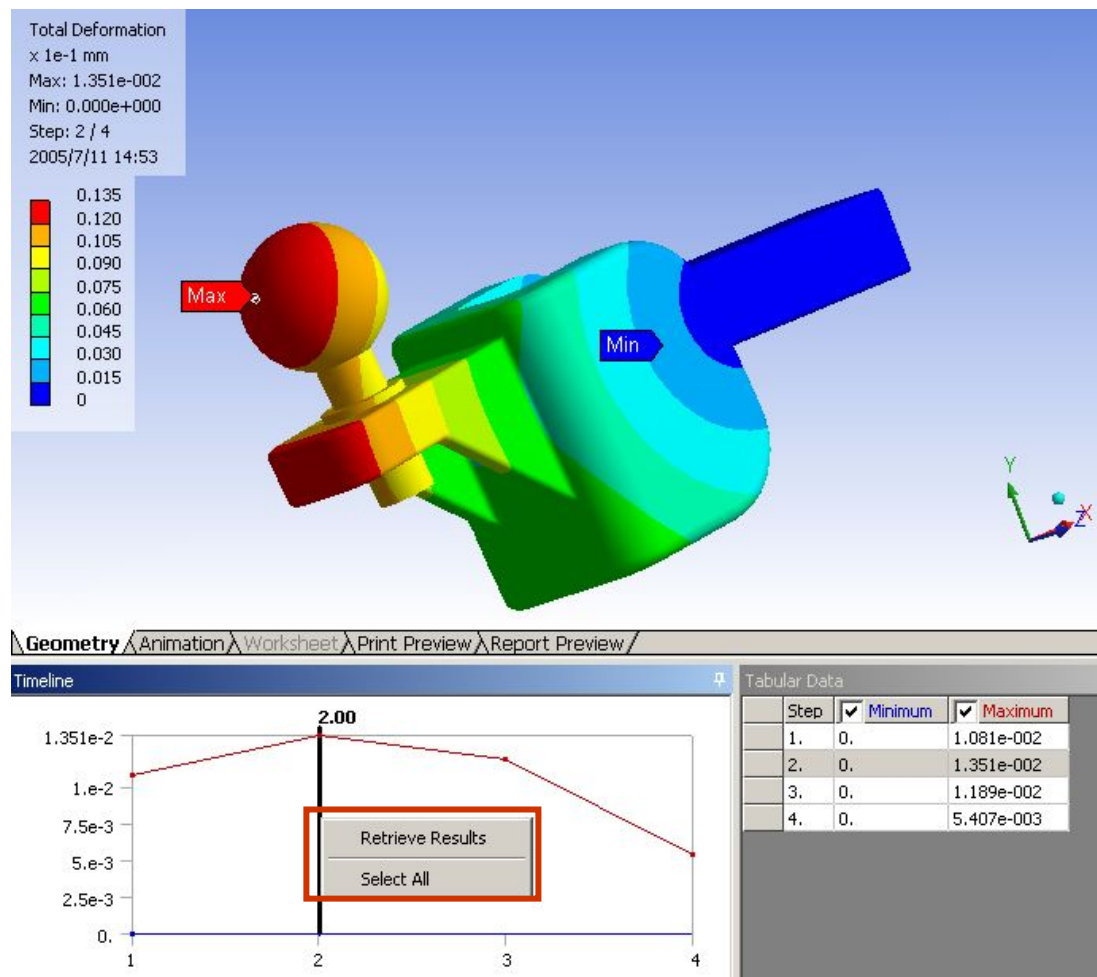 Total Deformation
x 1e-1 mm
Max: 1.351e-002
Min: 0.000e+000
Step: 2 / 4
2005/7/11 14:53
0.135
0.120
0.105
0.090
0.075
0.060
0.045
0.030
0.015
0
Max
Min
Y
X
Z
Geometry Animation Worksheet Print Preview Report Preview
Timeline
2.00
1.351e-2
1.e-2
7.5e-3
5.e-3
2.5e-3
0.
1 2 3 4
Retrieve Results
Select All
Tabular Data
Step Minimum Maximum
1. 0. 1.081e-002
2. 0. 1.351e-002
3. 0. 1.189e-002
4. 0. 5.407e-003